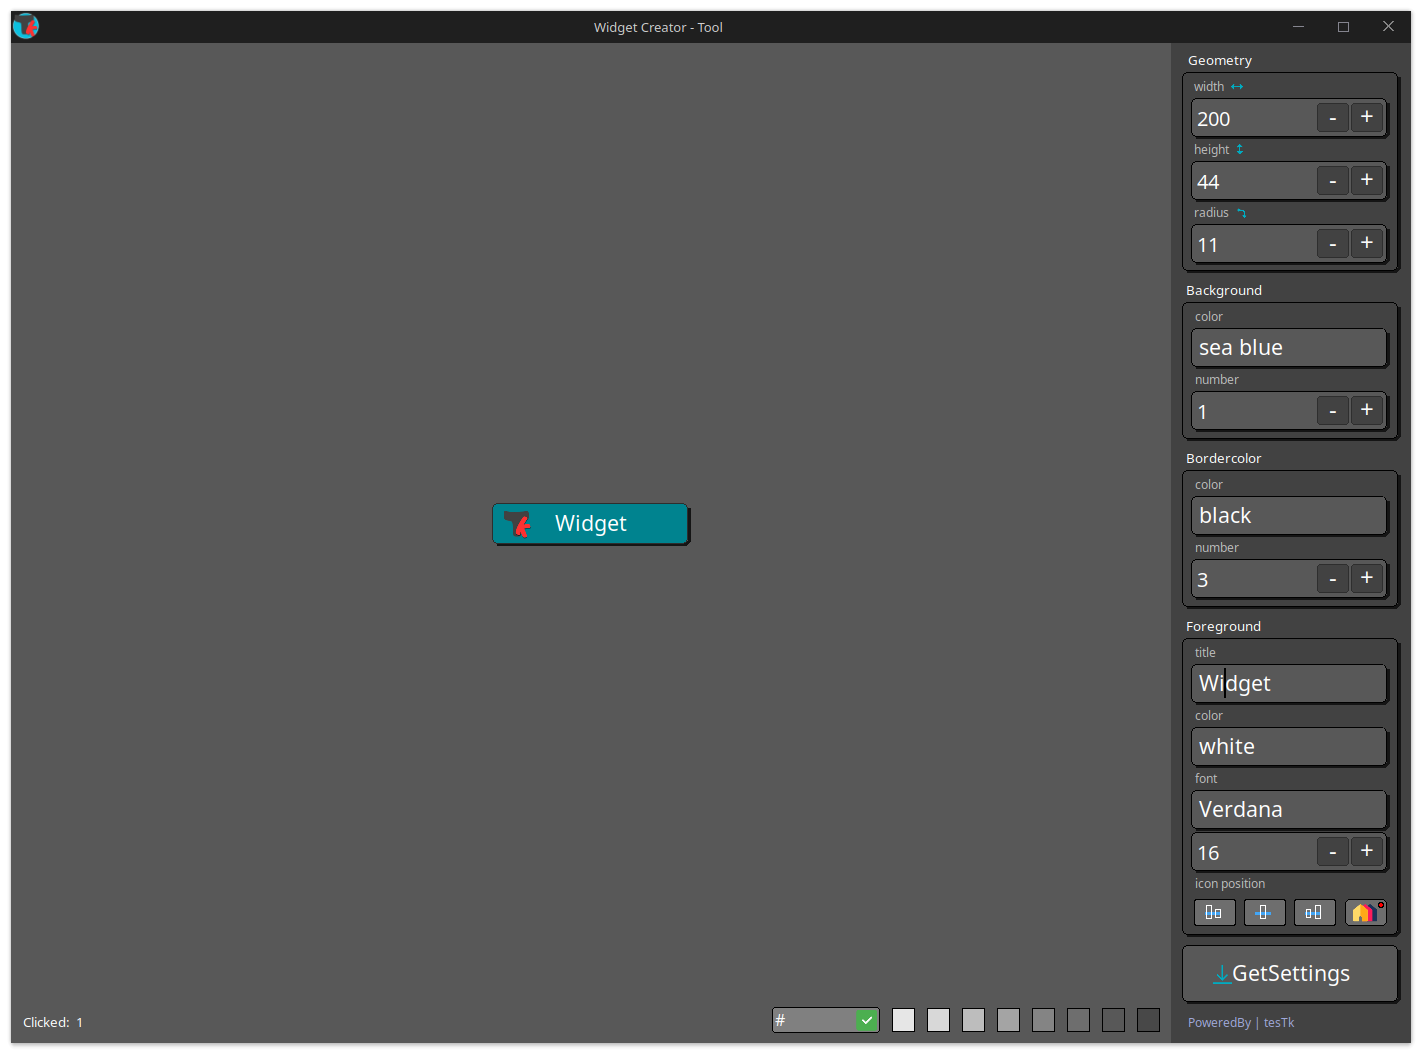 Widget Creator - Tool
Geometry
width
200 - +
height
44 - +
radius
11 - +
Background
color
sea blue
number
1 - +
Bordercolor
color
black
number
3 - +
Widget
Foreground
title
Widget
color
white
font
Verdana
16 - +
icon position
GetSettings
Clicked: 1
#
PoweredBy | tesTk